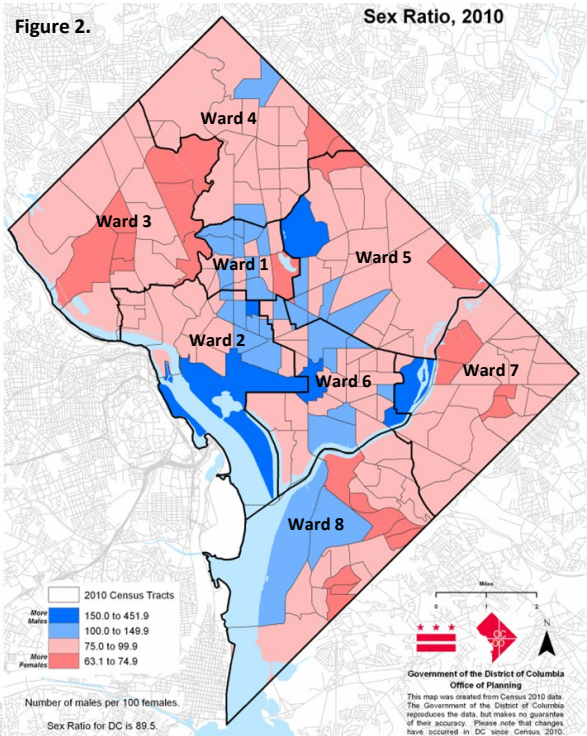 Figure 2.
Sex Ratio, 2010
Ward 4
Ward 3
Ward 1
Ward 5
Ward 2
Ward 6
Ward 7
Ward 8
2010 Census Tracts
More
Males
150.0 to 451.9
100.0 to 149.9
75.0 to 99.9
More
Females
63.1 to 74.9
Number of males per 100 females.
Sex Ratio for DC is 89.5.
Miles
0 1 2
N
DC
Government of the District of Columbia
Office of Planning
This map was created from Census 2010 data.
The Government of the District of Columbia
reproduces the data, but makes no guarantee
of their accuracy. Please note that changes
have occurred in DC since Census 2010.